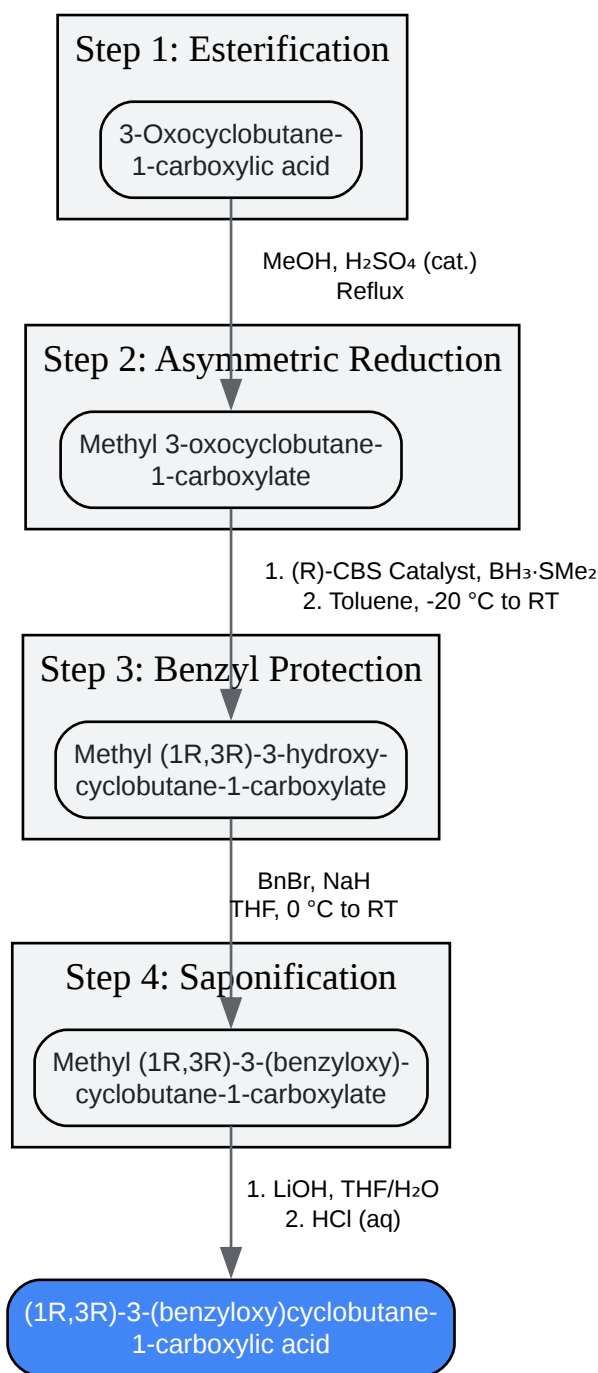 Step 1: Esterification
3-Oxocyclobutane-
1-carboxylic acid
MeOH, H₂SO₄ (cat.)
Reflux
Step 2: Asymmetric Reduction
Methyl 3-oxocyclobutane-
1-carboxylate
1. (R)-CBS Catalyst, BH₃·SMe₂
2. Toluene, -20 °C to RT
Step 3: Benzyl Protection
Methyl (1R,3R)-3-hydroxy-
cyclobutane-1-carboxylate
BnBr, NaH
THF, 0 °C to RT
Step 4: Saponification
Methyl (1R,3R)-3-(benzyloxy)-
cyclobutane-1-carboxylate
1. LiOH, THF/H₂O
2. HCl (aq)
(1R,3R)-3-(benzyloxy)cyclobutane-
1-carboxylic acid